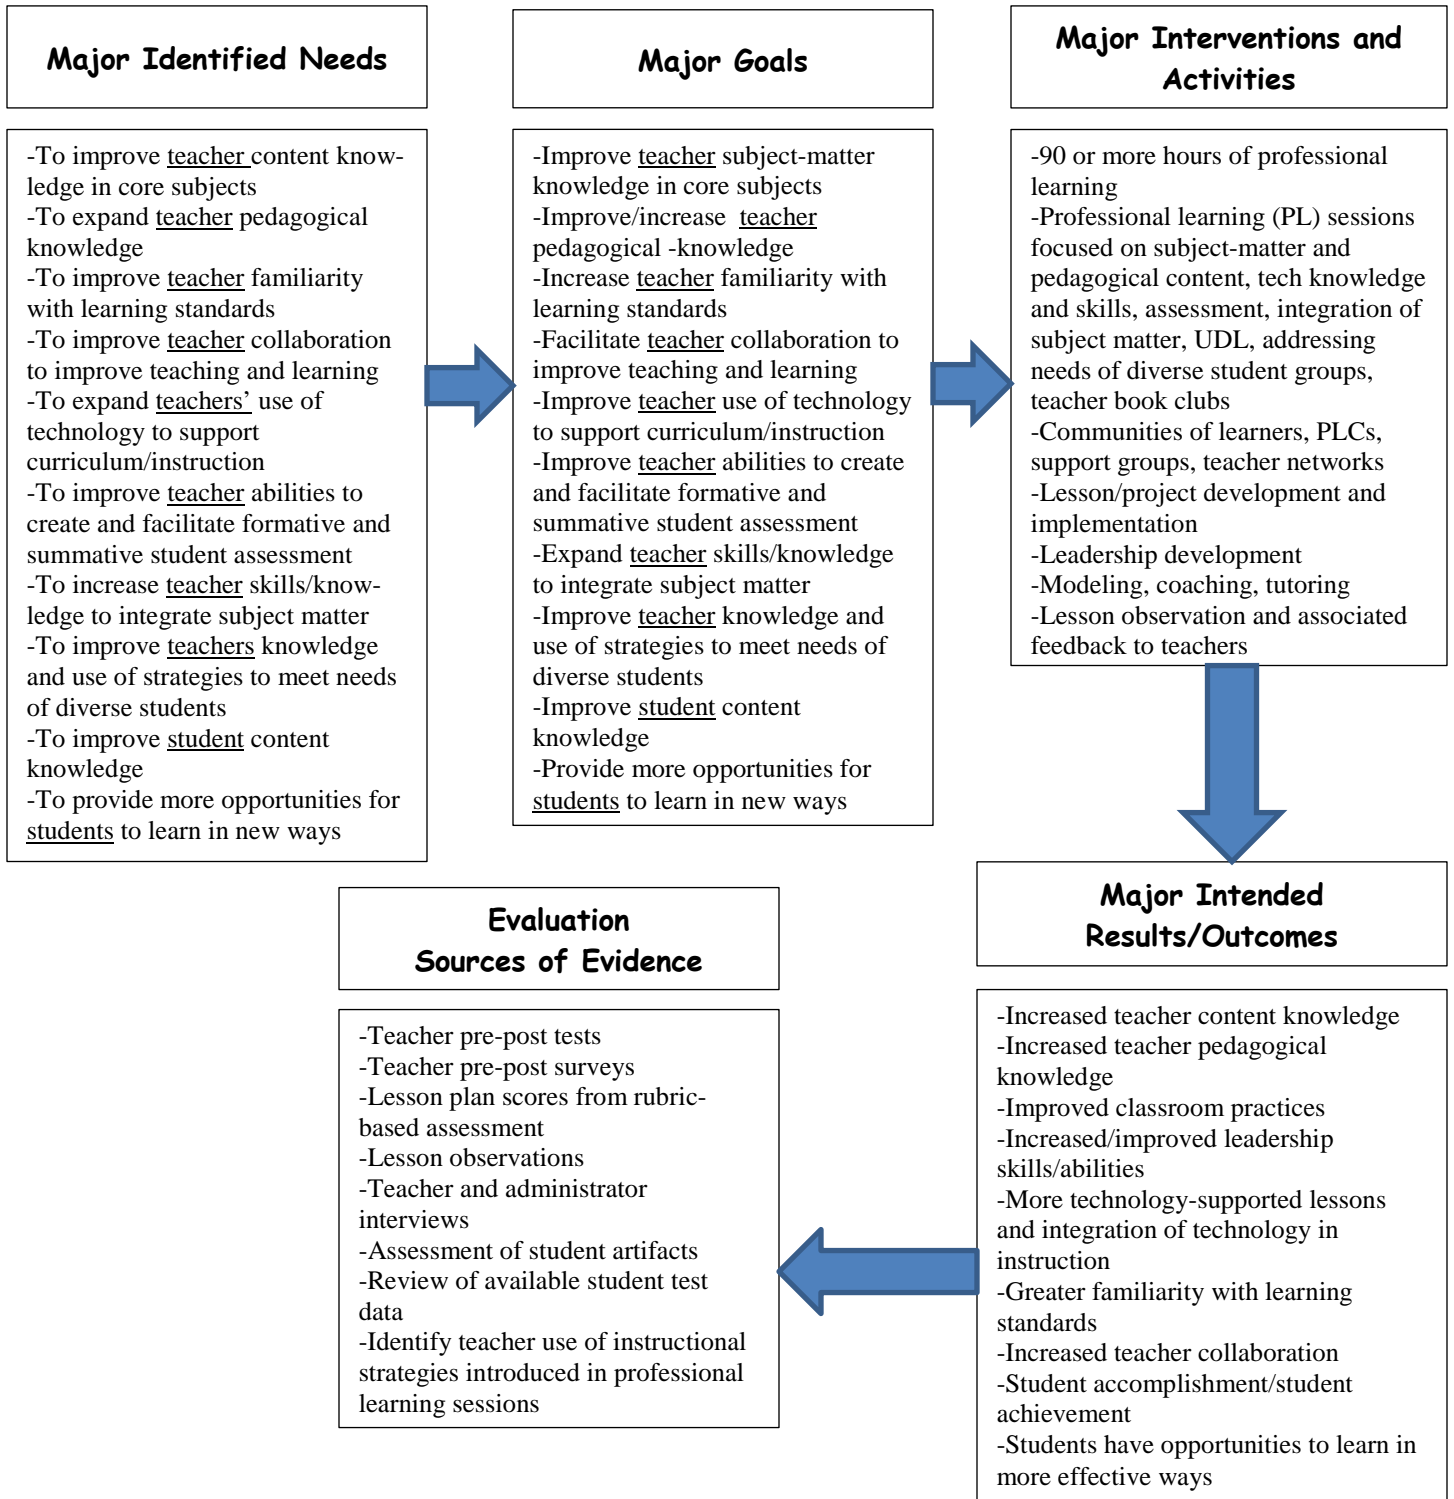 Major Identified Needs
-To improve teacher content know-
ledge in core subjects
-To expand teacher pedagogical
knowledge
-To improve teacher familiarity
with learning standards
-To improve teacher collaboration
to improve teaching and learning
-To expand teachers’ use of
technology to support
curriculum/instruction
-To improve teacher abilities to
create and facilitate formative and
summative student assessment
-To increase teacher skills/know-
ledge to integrate subject matter
-To improve teachers knowledge
and use of strategies to meet needs
of diverse students
-To improve student content
knowledge
-To provide more opportunities for
students to learn in new ways
Major Goals
-Improve teacher subject-matter
knowledge in core subjects
-Improve/increase teacher
pedagogical -knowledge
-Increase teacher familiarity with
learning standards
-Facilitate teacher collaboration to
improve teaching and learning
-Improve teacher use of technology
to support curriculum/instruction
-Improve teacher abilities to create
and facilitate formative and
summative student assessment
-Expand teacher skills/knowledge
to integrate subject matter
-Improve teacher knowledge and
use of strategies to meet needs of
diverse students
-Improve student content
knowledge
-Provide more opportunities for
students to learn in new ways
Major Interventions and
Activities
-90 or more hours of professional
learning
-Professional learning (PL) sessions
focused on subject-matter and
pedagogical content, tech knowledge
and skills, assessment, integration of
subject matter, UDL, addressing
needs of diverse student groups,
teacher book clubs
-Communities of learners, PLCs,
support groups, teacher networks
-Lesson/project development and
implementation
-Leadership development
-Modeling, coaching, tutoring
-Lesson observation and associated
feedback to teachers
Major Intended
Results/Outcomes
-Increased teacher content knowledge
-Increased teacher pedagogical
knowledge
-Improved classroom practices
-Increased/improved leadership
skills/abilities
-More technology-supported lessons
and integration of technology in
instruction
-Greater familiarity with learning
standards
-Increased teacher collaboration
-Student accomplishment/student
achievement
-Students have opportunities to learn in
more effective ways
Evaluation
Sources of Evidence
-Teacher pre-post tests
-Teacher pre-post surveys
-Lesson plan scores from rubric-
based assessment
-Lesson observations
-Teacher and administrator
interviews
-Assessment of student artifacts
-Review of available student test
data
-Identify teacher use of instructional
strategies introduced in professional
learning sessions